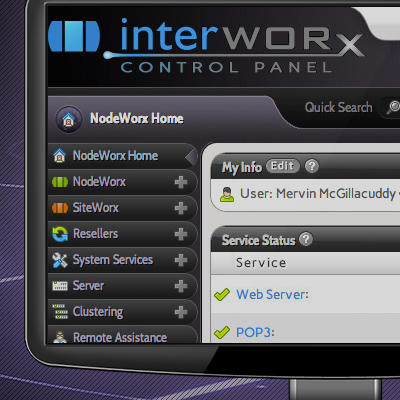 interworx
CONTROL PANEL
Quick Search
NodeWorx Home
NodeWorx Home
NodeWorx
SiteWorx
Resellers
System Services
Server
Clustering
Remote Assistance
My Info Edit ?
User: Mervin McGillacuddy
Service Status ?
Service
Web Server:
POP3: